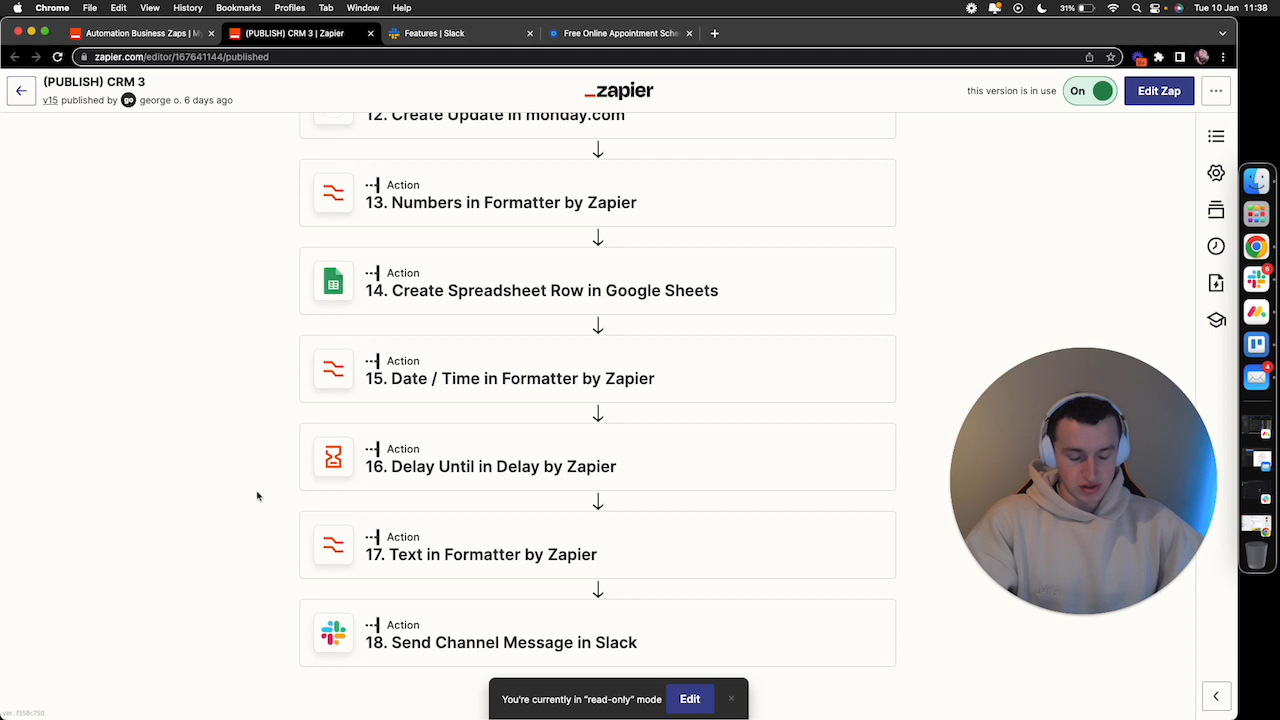 Chrome File Edit View History Bookmarks Profiles Tab Window Help 31% Tue 10 Jan 11:38
Automation Business Zaps | M (PUBLISH) CRM 3 | Zapier Features | Slack Free Online Appointment Sche
zapier.com/editor/167641144/published
(PUBLISH) CRM 3
v15 published by go george o. 6 days ago
_zapier
this version is in use On Edit Zap
12. Create Update in monday.com
Action
13. Numbers in Formatter by Zapier
Action
14. Create Spreadsheet Row in Google Sheets
Action
15. Date / Time in Formatter by Zapier
Action
16. Delay Until in Delay by Zapier
Action
17. Text in Formatter by Zapier
Action
18. Send Channel Message in Slack
You're currently in “read-only” mode Edit
ver. f358c750